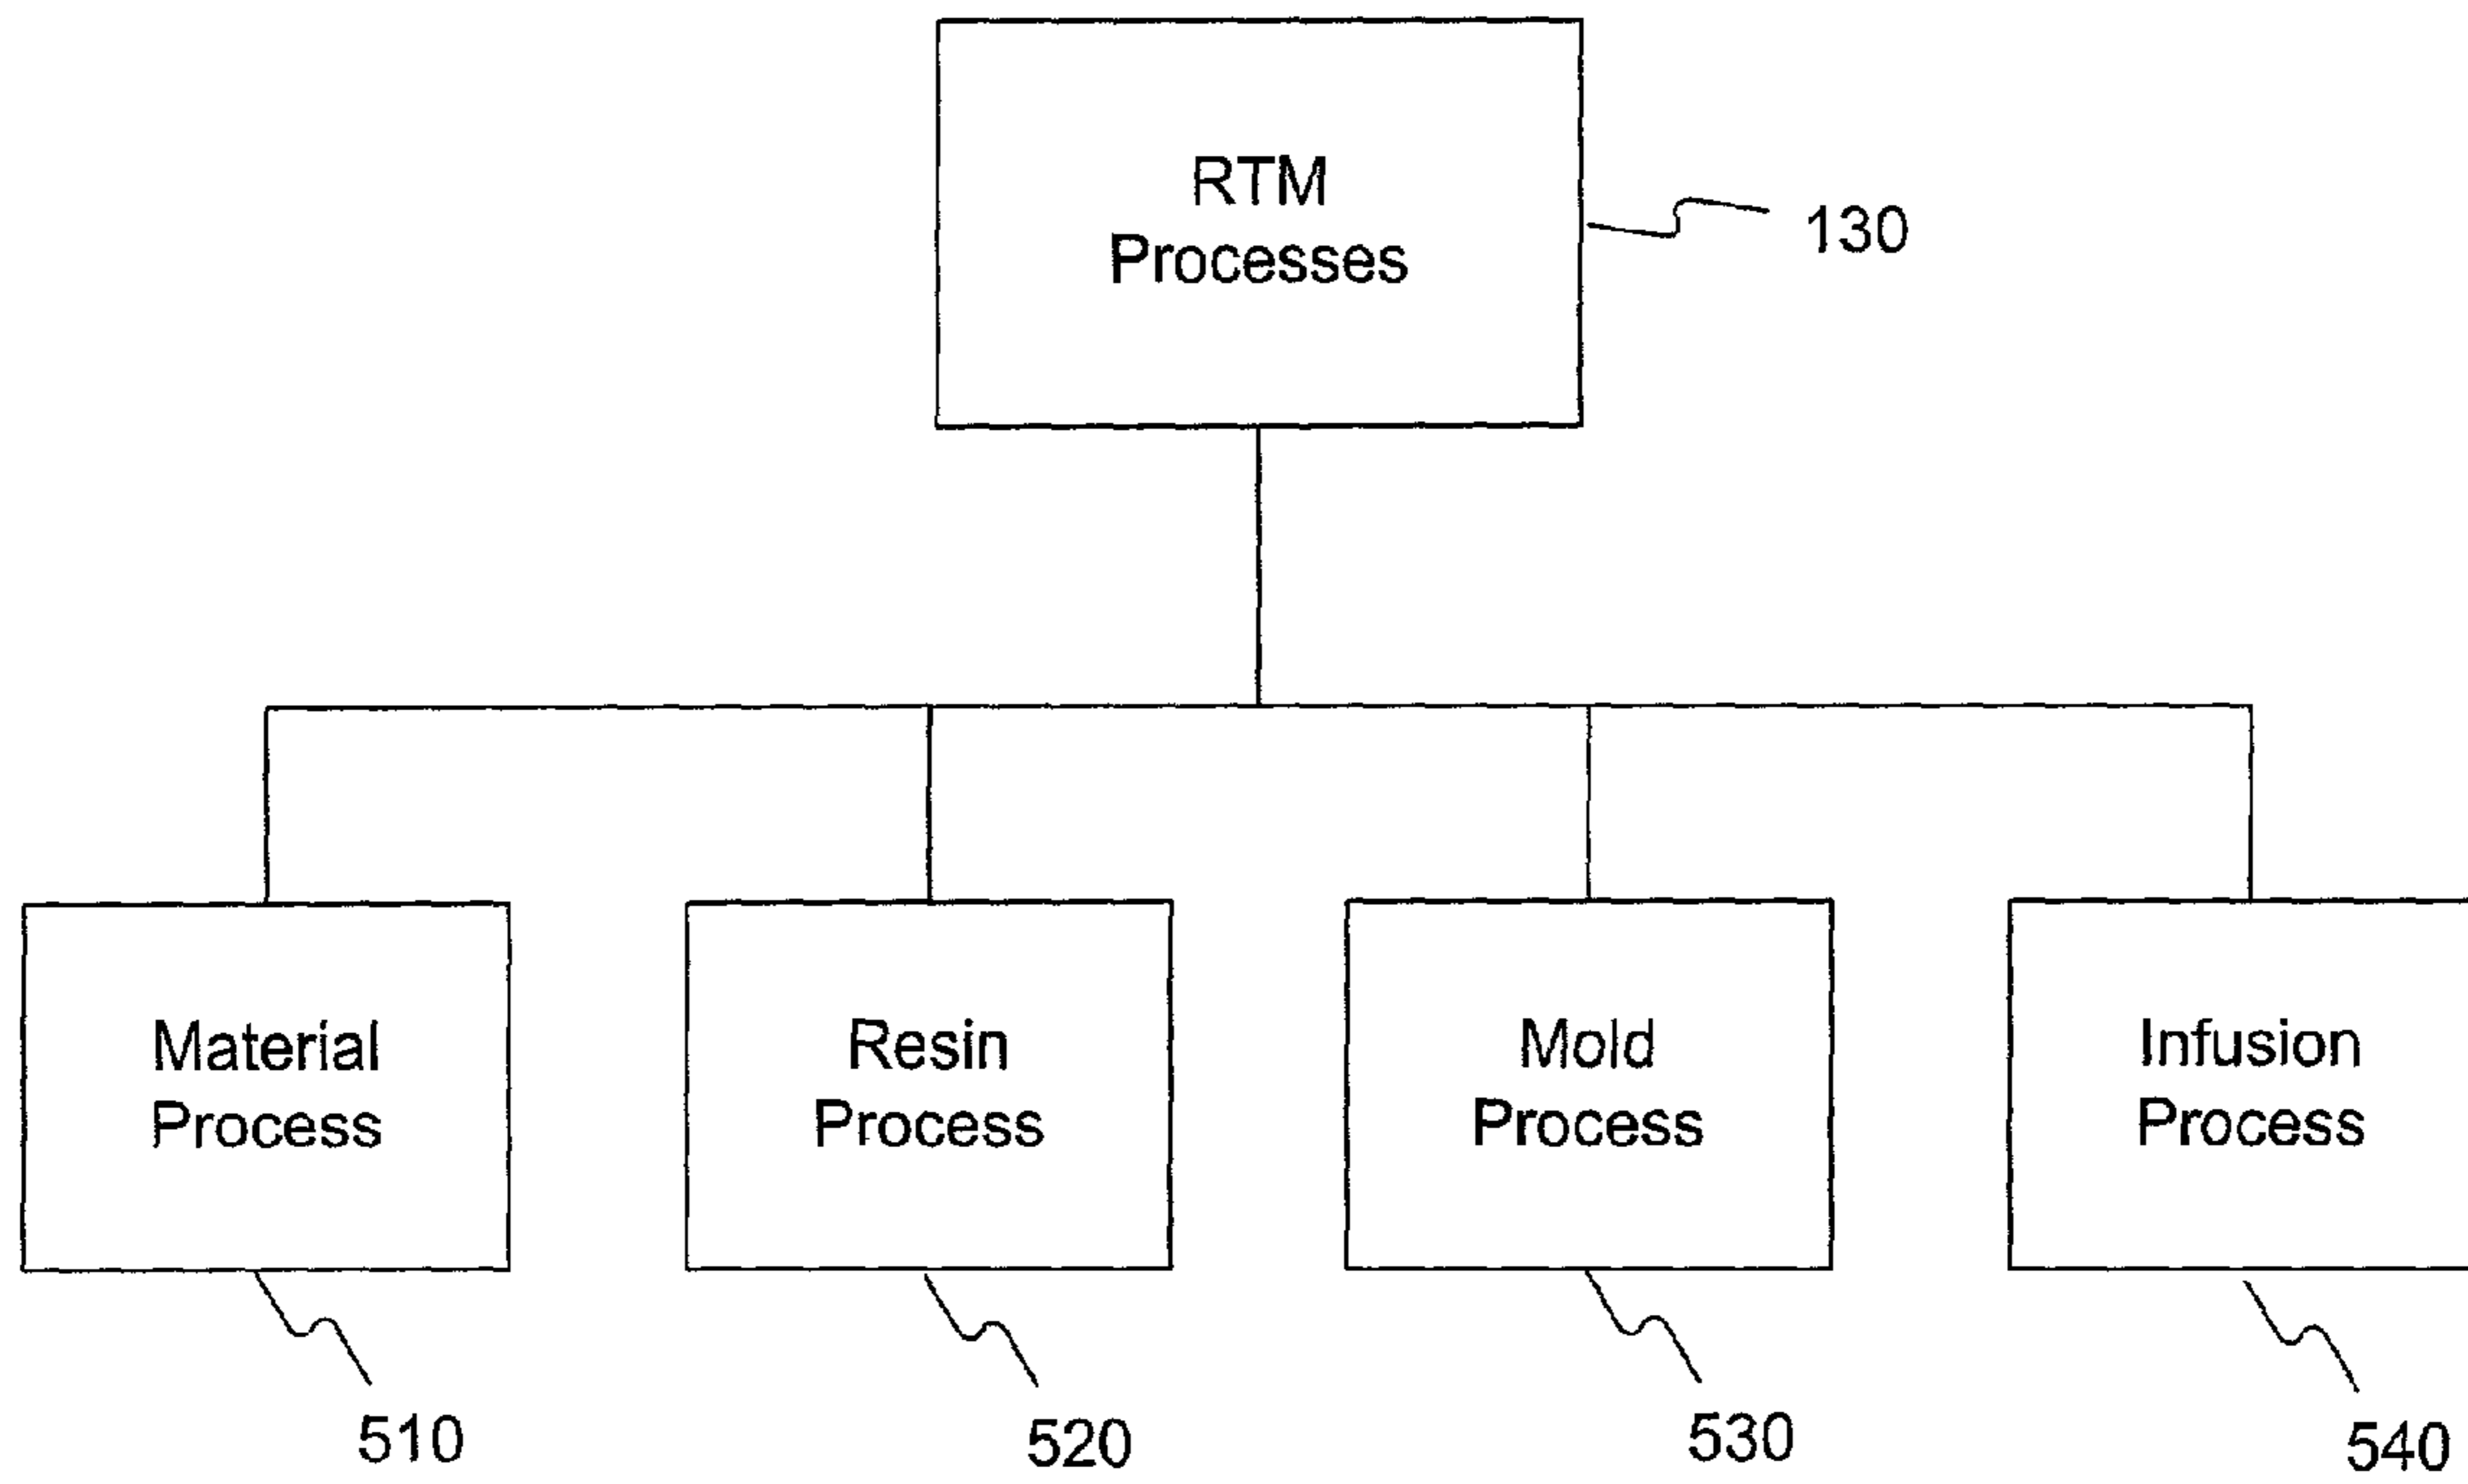 RTM
Processes
130
Material
Process
Resin
Process
Mold
Process
Infusion
Process
510
520
530
540